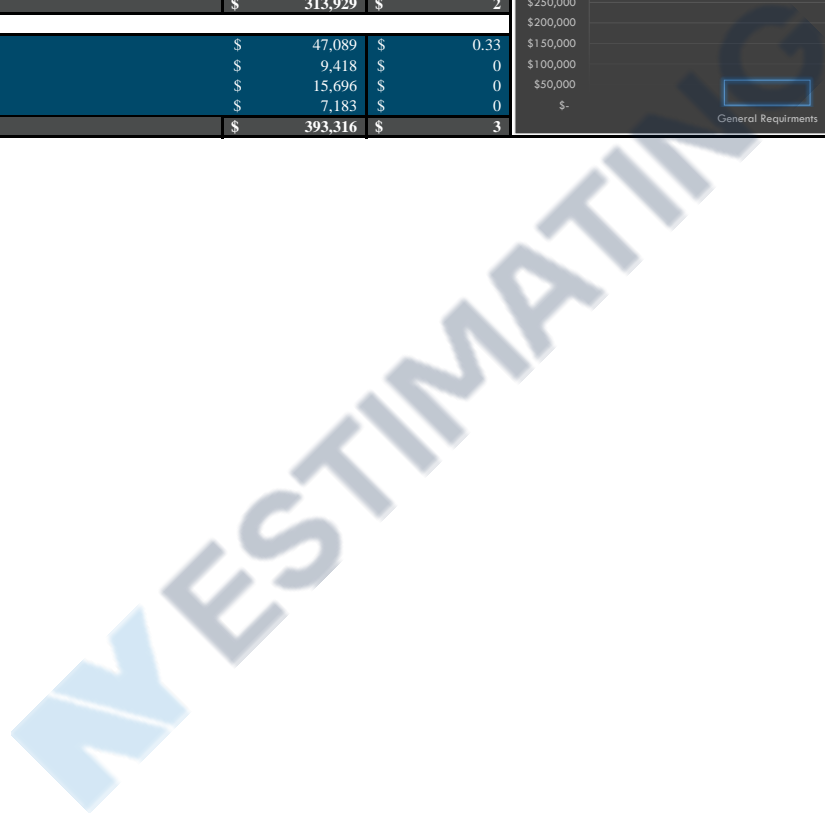 $ 313,929 $ 2
$ 47,089 $ 0.33
$ 9,418 $ 0
$ 15,696 $ 0
$ 7,183 $ 0
$ 393,316 $ 3
$250,000
$200,000
$150,000
$100,000
$50,000
$-
General Requirments
NY ESTIMATING